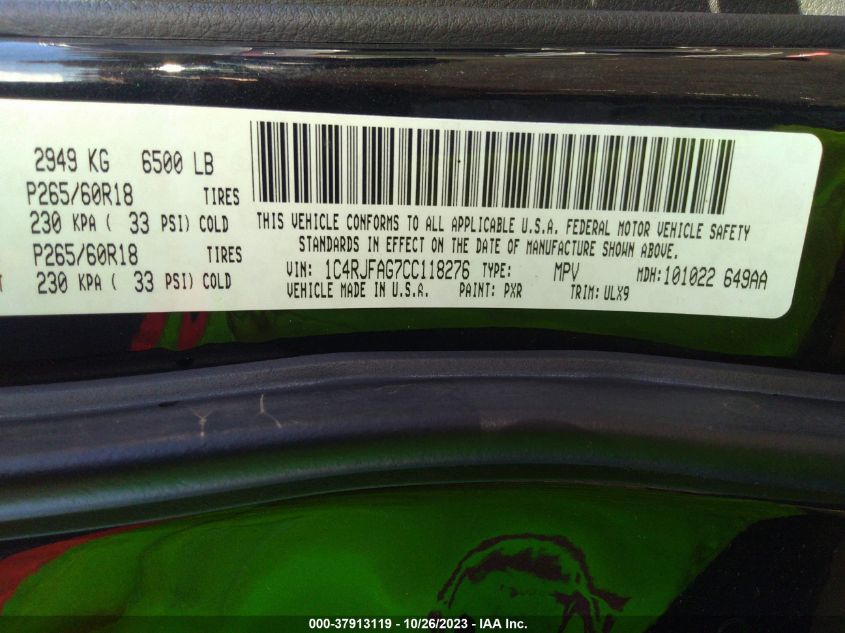 2949 KG 6500 LB
P265/60R18 TIRES
230 KPA ( 33 PSI) COLD
P265/60R18 TIRES
230 KPA ( 33 PSI) COLD
THIS VEHICLE CONFORMS TO ALL APPLICABLE U.S.A. FEDERAL MOTOR VEHICLE SAFETY
STANDARDS IN EFFECT ON THE DATE OF MANUFACTURE SHOWN ABOVE.
VIN: 1C4RJFAG7CC118276 TYPE: MPV MDH:101022 649AA
VEHICLE MADE IN U.S.A. PAINT: PXR TRIM: ULX9
000-37913119 - 10/26/2023 - IAA Inc.